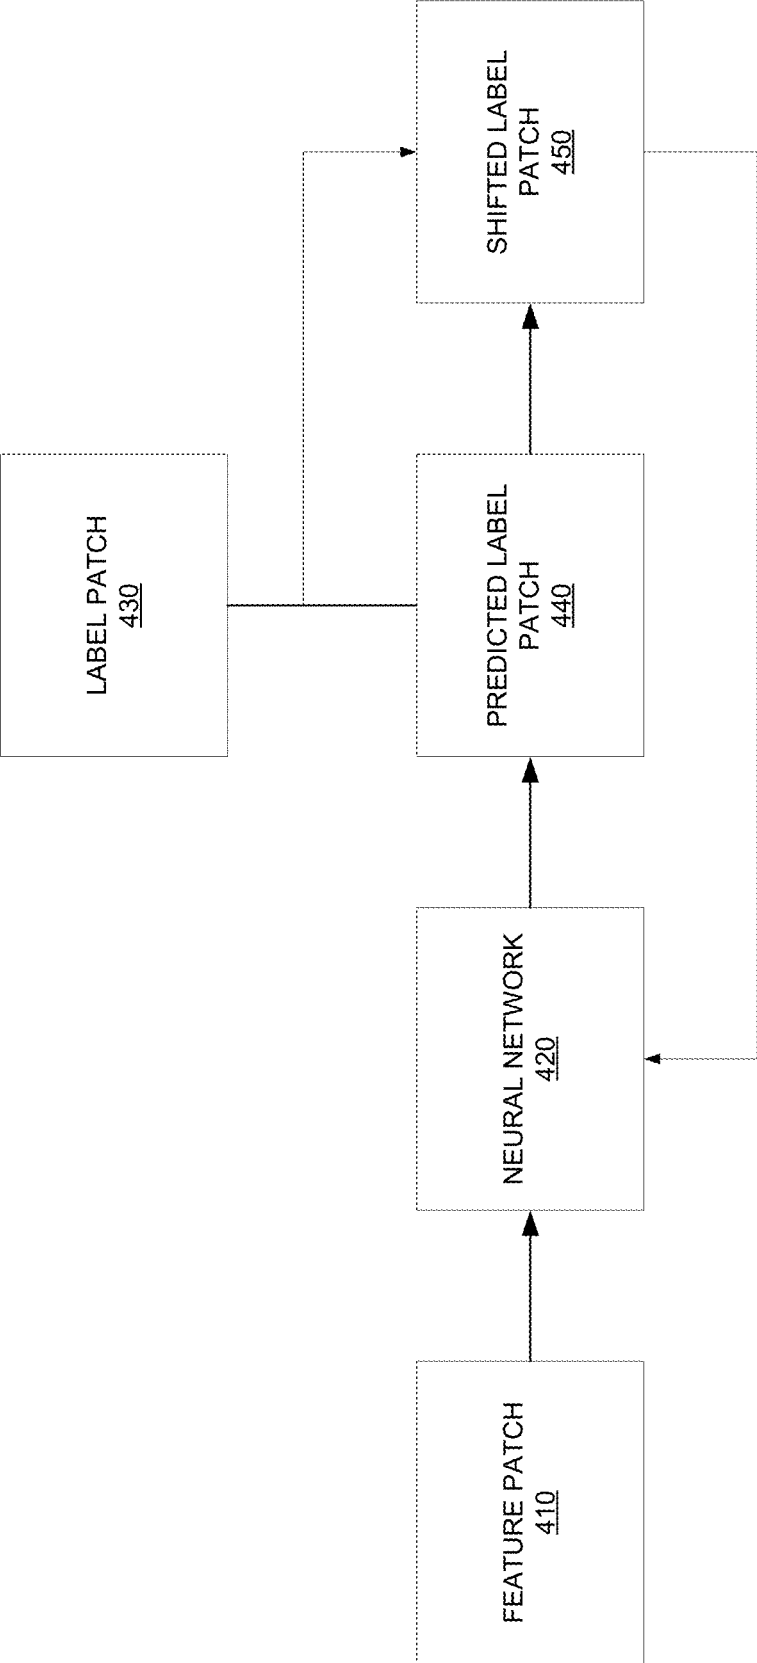 FEATURE PATCH
410
NEURAL NETWORK
420
LABEL PATCH
430
PREDICTED LABEL
PATCH
440
SHIFTED LABEL
PATCH
450